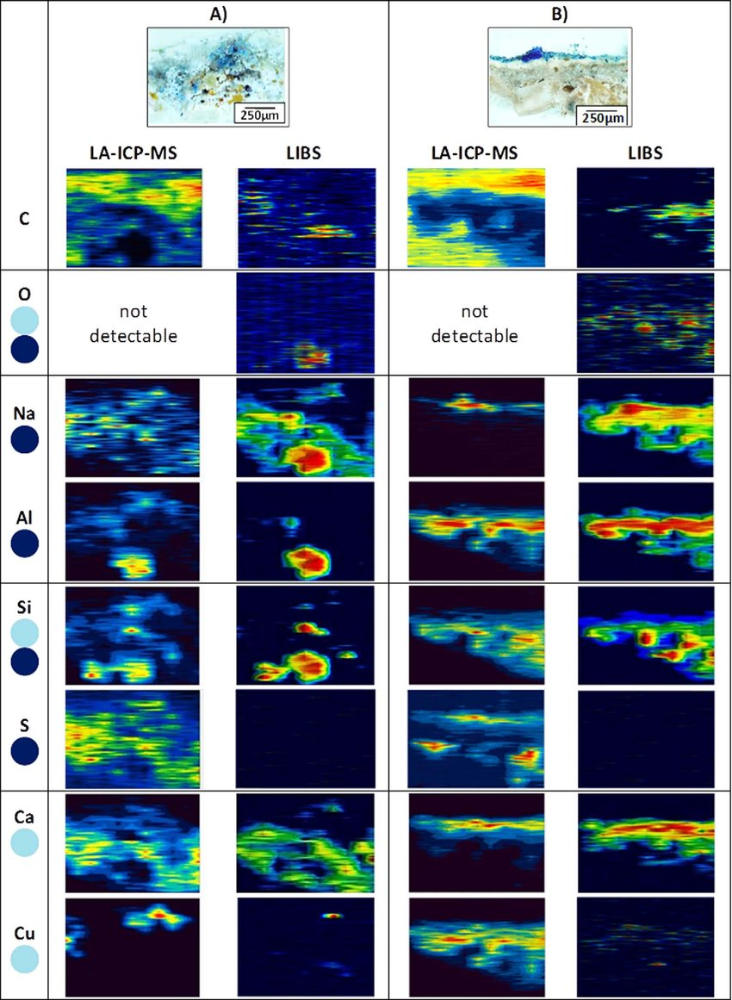 A) B)
250µm 250µm
LA-ICP-MS LIBS LA-ICP-MS LIBS
C
O
not
detectable
not
detectable
Na
Al
Si
S
Ca
Cu